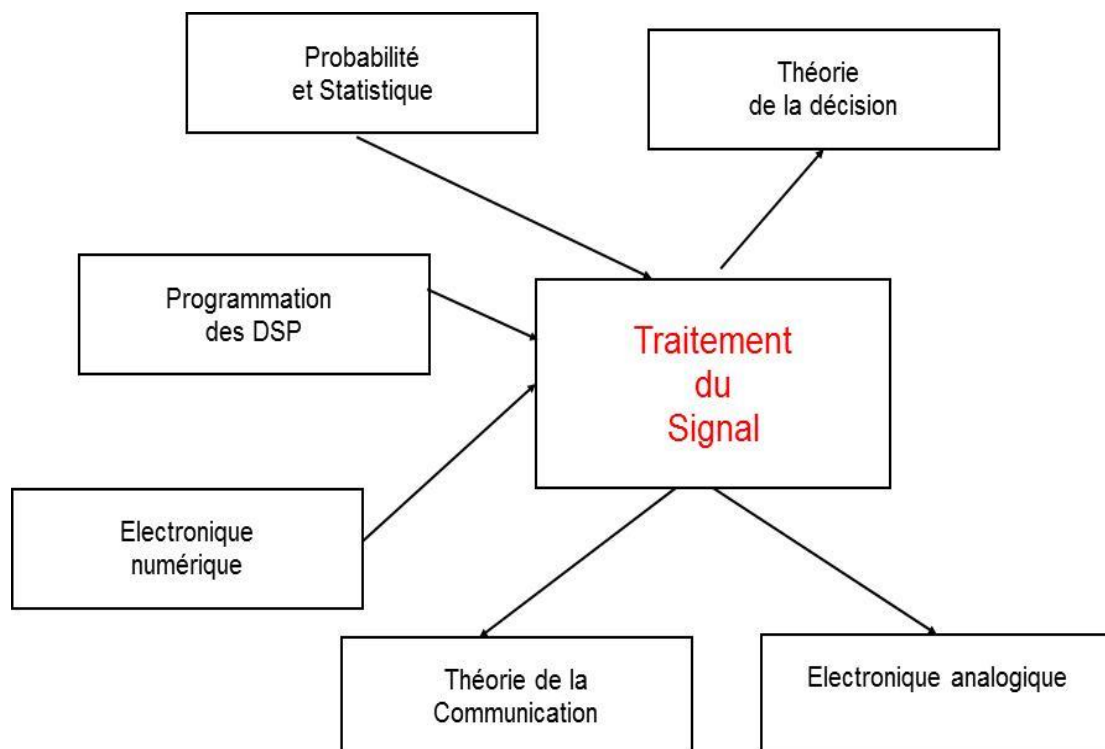 Probabilité
et Statistique
Théorie
de la décision
Programmation
des DSP
Traitement
du
Signal
Electronique
numérique
Théorie de la
Communication
Electronique analogique